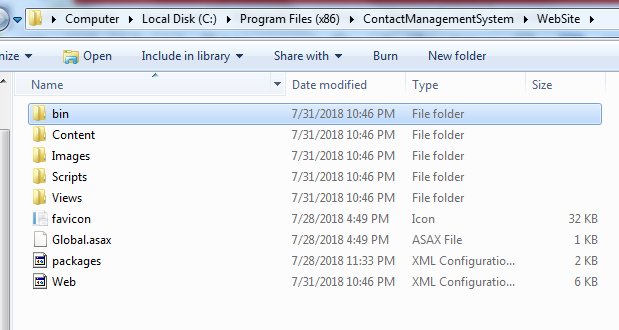 Computer Local Disk (C:) Program Files (x86) ContactManagementSystem WebSite
nize Open Include in library Share with Burn New folder
Name Date modified Type Size
bin 7/31/2018 10:46 PM File folder
Content 7/31/2018 10:46 PM File folder
Images 7/31/2018 10:46 PM File folder
Scripts 7/31/2018 10:46 PM File folder
Views 7/31/2018 10:46 PM File folder
favicon 7/28/2018 4:49 PM Icon 32 KB
Global.asax 7/28/2018 4:49 PM ASAX File 1 KB
packages 7/28/2018 11:33 PM XML Configuratio... 2 KB
Web 7/31/2018 10:46 PM XML Configuratio... 6 KB